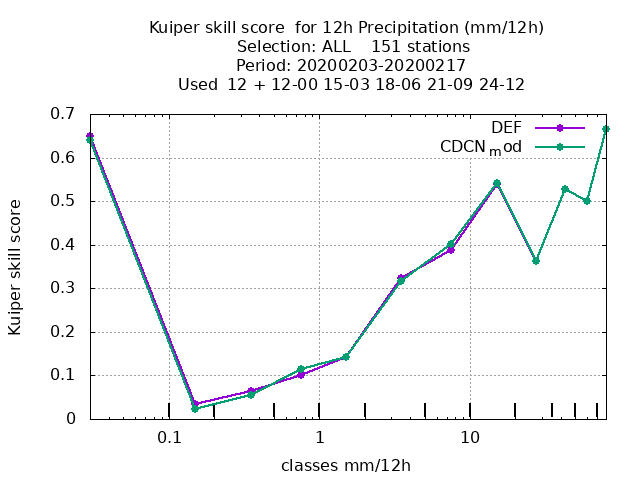 Kuiper skill score  for 12h Precipitation (mm/12h)
Selection: ALL    151 stations
Period: 20200203-20200217
Used  12 + 12-00 15-03 18-06 21-09 24-12
DEF
CDCNmod
0.7
0.6
0.5
0.4
0.3
0.2
0.1
0
Kuiper skill score
0.1 1 10
classes mm/12h